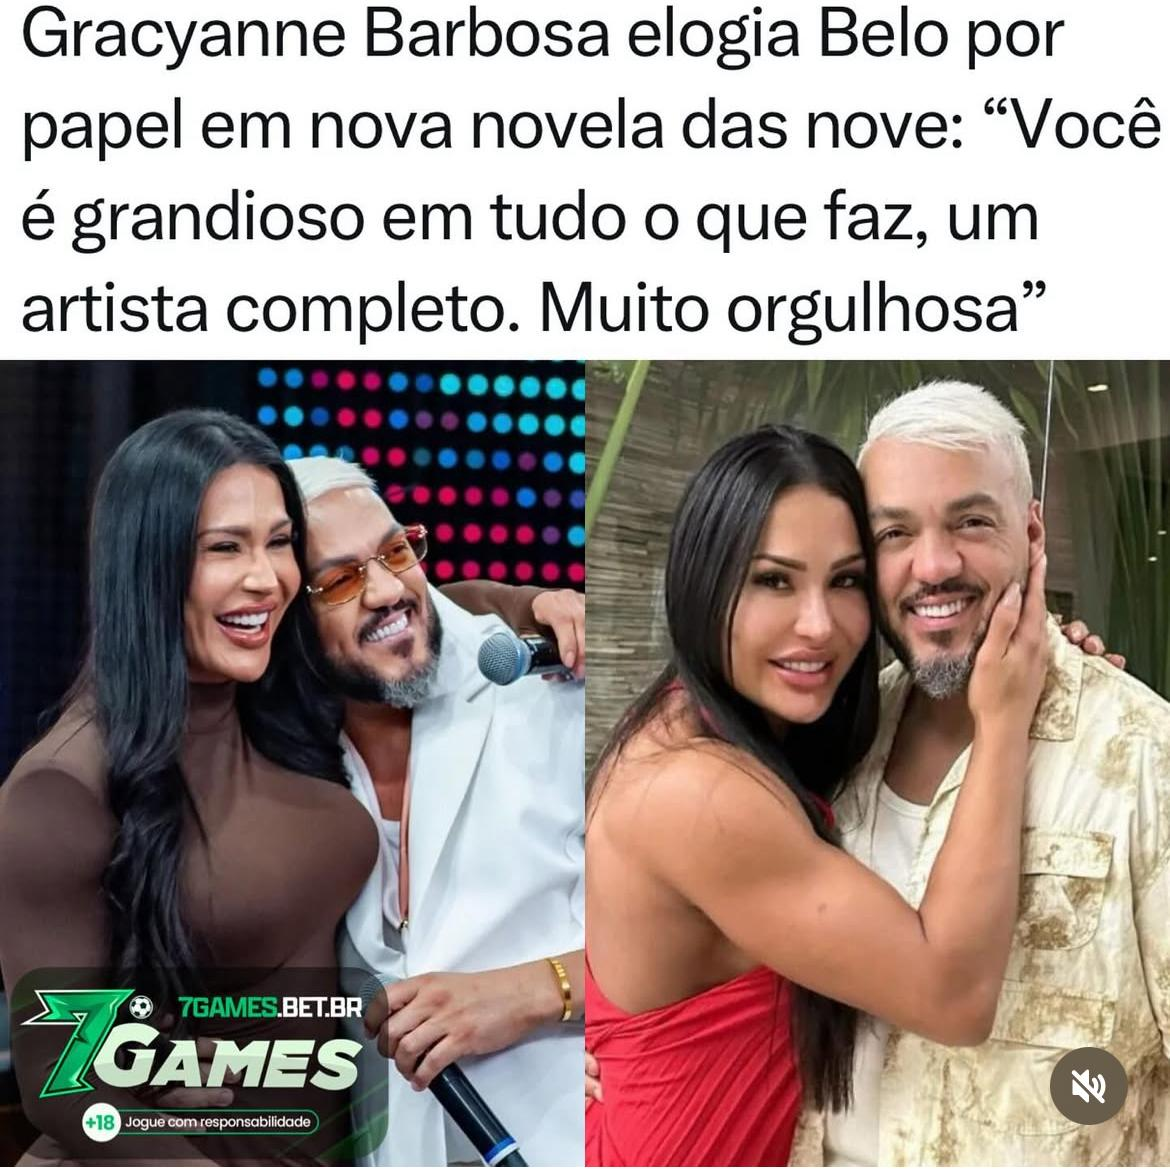 Gracyanne Barbosa elogia Belo por
papel em nova novela das nove: “Você
é grandioso em tudo o que faz, um
artista completo. Muito orgulhosa”
7GAMES.BET.BR
7GAMES
+18 Jogue com responsabilidade